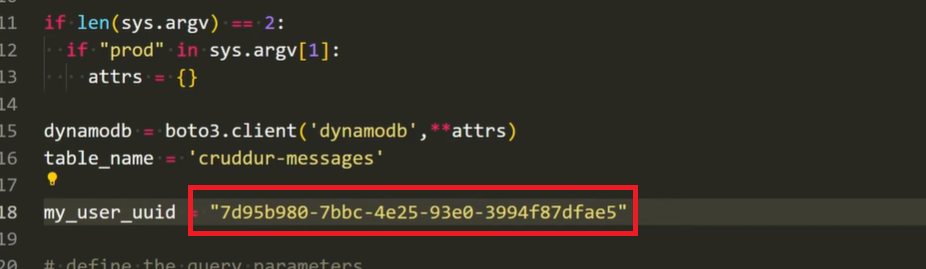 11 if len(sys.argv) == 2:
12 if "prod" in sys.argv[1]:
13 attrs = {}
14
15 dynamodb = boto3.client('dynamodb',**attrs)
16 table_name = 'cruddur-messages'
17
18 my_user_uuid = "7d95b980-7bbc-4e25-93e0-3994f87dfae5"
19
20 # define the query parameters